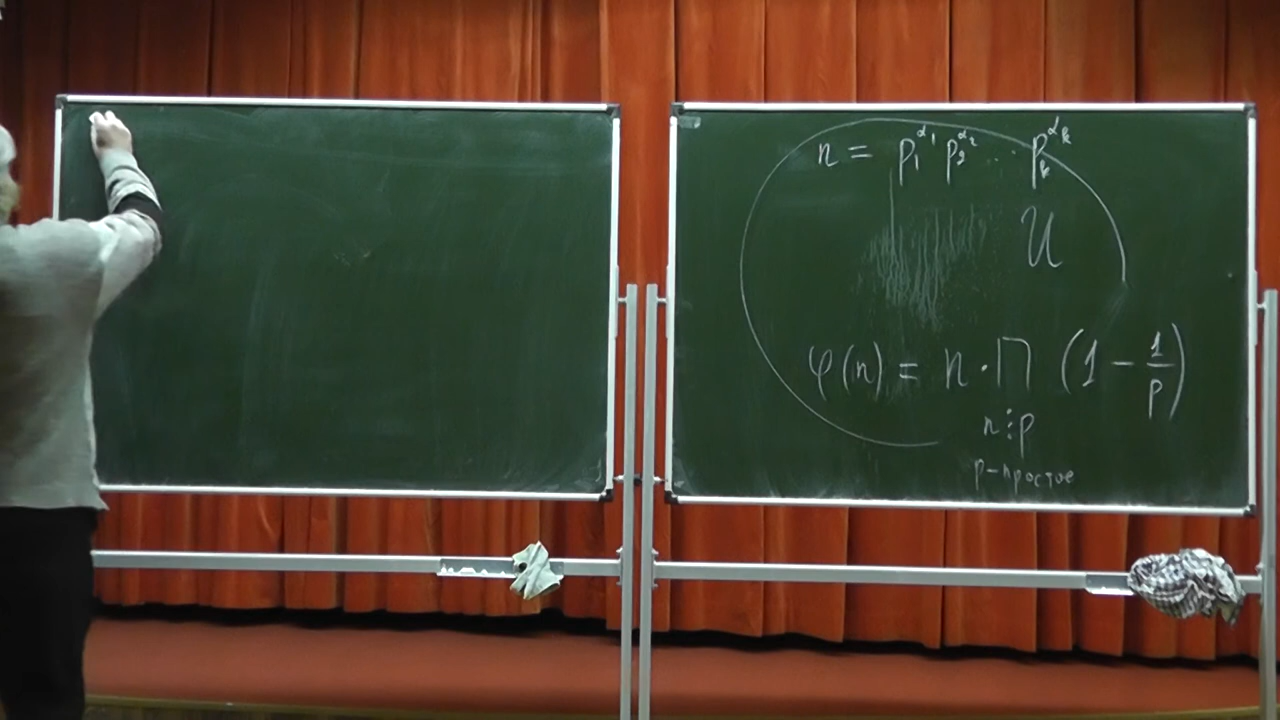 n = p₁^α₁ p₂^α₂ ... pₖ^αₖ
U
φ(n) = n · Π (1 − 1/p)
n⋮p
p-простое